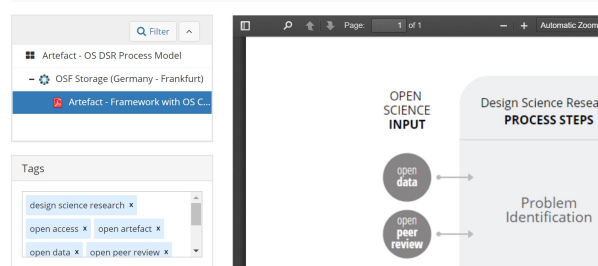 Filter
Artefact - OS DSR Process Model
OSF Storage (Germany - Frankfurt)
Artefact - Framework with OS C...
Tags
design science research x
open access x open artefact x
open data x open peer review x
Page: 1 of 1
Automatic Zoom
OPEN
SCIENCE
INPUT
Design Science Resea
PROCESS STEPS
open
data
open
peer
review
Problem
Identification